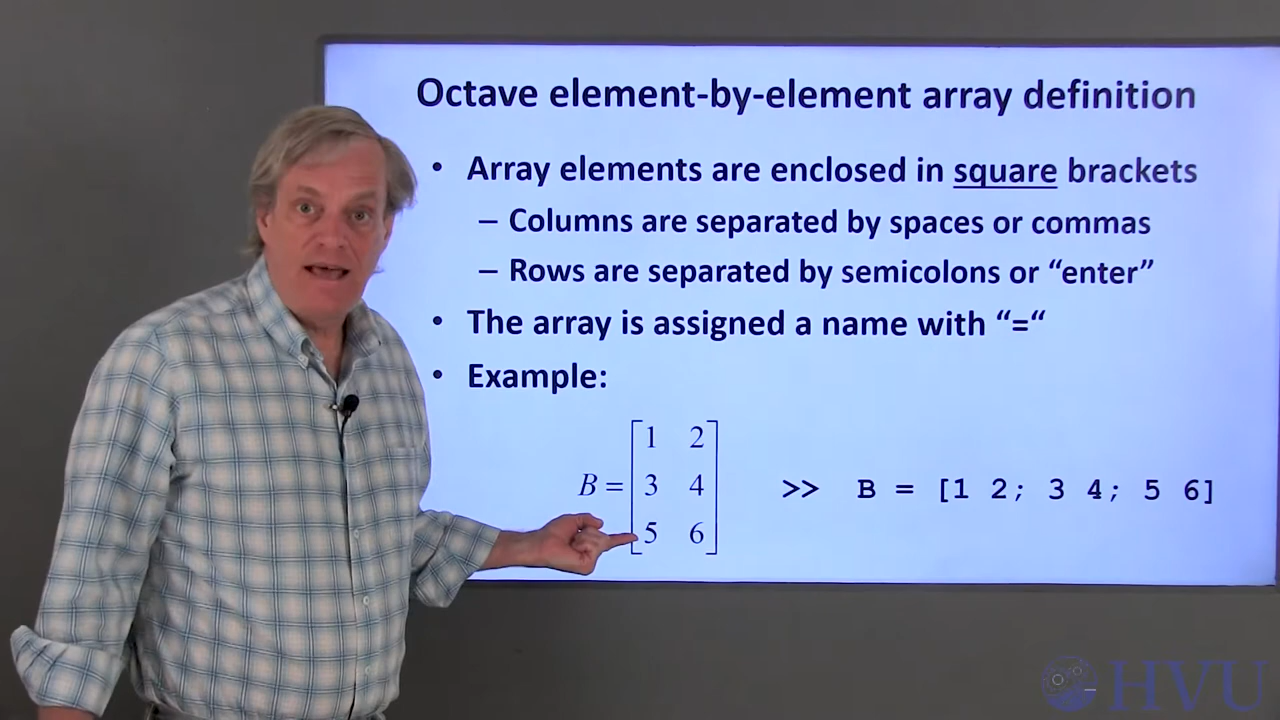 Octave element-by-element array definition
• Array elements are enclosed in square brackets
– Columns are separated by spaces or commas
– Rows are separated by semicolons or “enter”
• The array is assigned a name with “=“
• Example:
1 2
B = 3 4 >> B = [1 2; 3 4; 5 6]
5 6
HVU